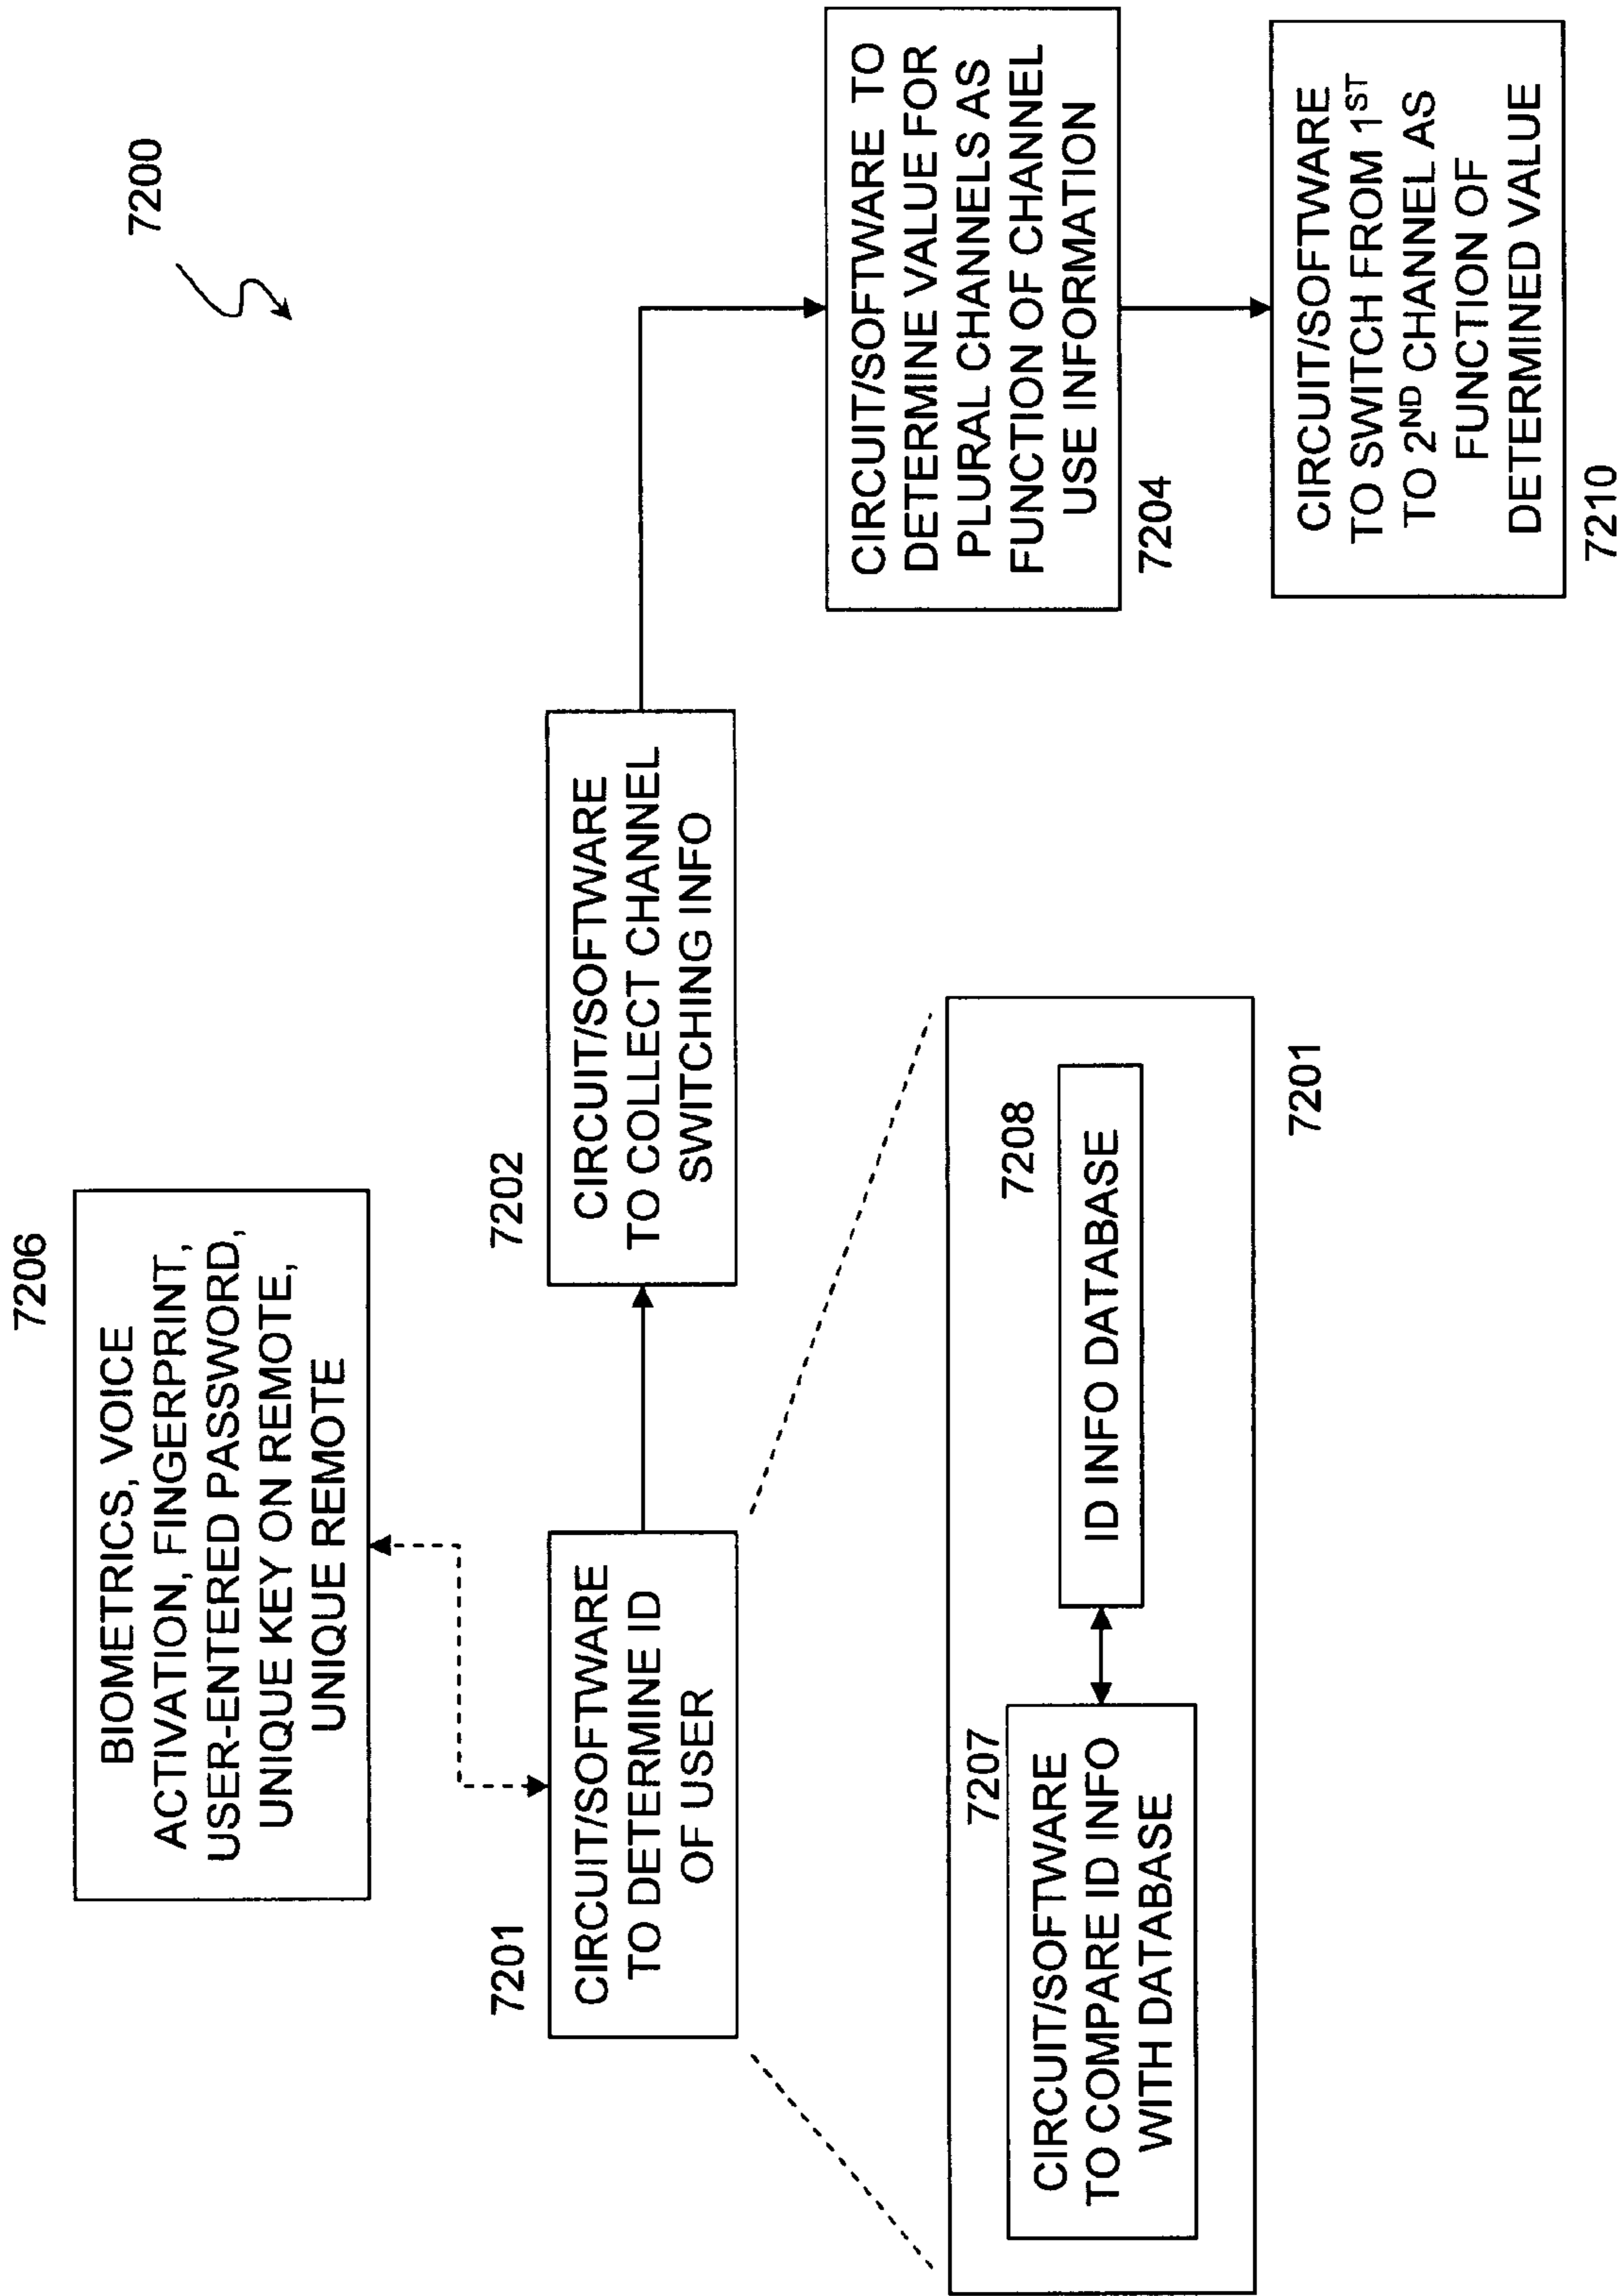 7200
7206
BIOMETRICS, VOICE
ACTIVATION, FINGERPRINT,
USER-ENTERED PASSWORD,
UNIQUE KEY ON REMOTE,
UNIQUE REMOTE
7201
CIRCUIT/SOFTWARE
TO DETERMINE ID
OF USER
7202
CIRCUIT/SOFTWARE
TO COLLECT CHANNEL
SWITCHING INFO
CIRCUIT/SOFTWARE TO
DETERMINE VALUE FOR
PLURAL CHANNELS AS
FUNCTION OF CHANNEL
USE INFORMATION
7204
CIRCUIT/SOFTWARE
TO SWITCH FROM 1ST
TO 2ND CHANNEL AS
FUNCTION OF
DETERMINED VALUE
7210
7207
CIRCUIT/SOFTWARE
TO COMPARE ID INFO
WITH DATABASE
7208
ID INFO DATABASE
7201